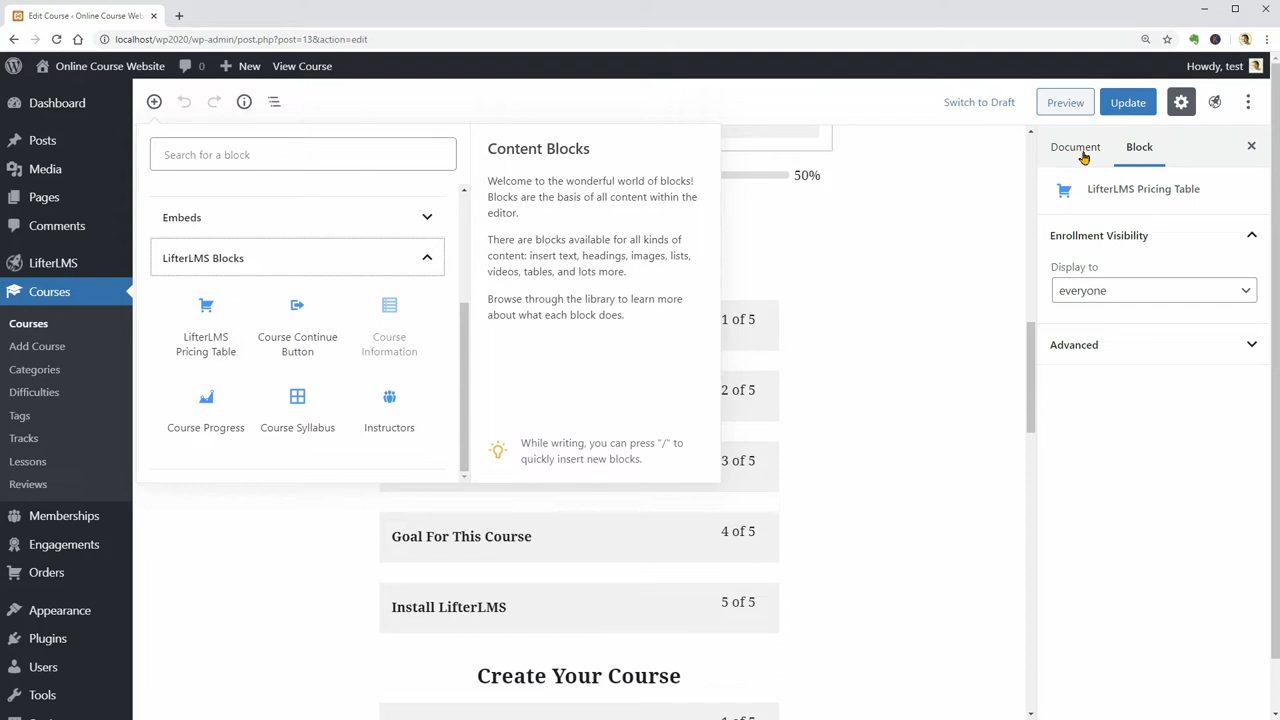 Edit Course ‹ Online Course Web
localhost/wp2020/wp-admin/post.php?post=13&action=edit
Online Course Website
0
New
View Course
Howdy, test
Dashboard
Posts
Media
Pages
Comments
LifterLMS
Courses
Courses
Add Course
Categories
Difficulties
Tags
Tracks
Lessons
Reviews
Memberships
Engagements
Orders
Appearance
Plugins
Users
Tools
Switch to Draft
Preview
Update
Search for a block
Embeds
LifterLMS Blocks
LifterLMS
Pricing Table
Course Continue
Button
Course
Information
Course Progress
Course Syllabus
Instructors
Content Blocks
Welcome to the wonderful world of blocks!
Blocks are the basis of all content within the
editor.
There are blocks available for all kinds of
content: insert text, headings, images, lists,
videos, tables, and lots more.
Browse through the library to learn more
about what each block does.
While writing, you can press "/" to
quickly insert new blocks.
50%
1 of 5
2 of 5
3 of 5
Goal For This Course
4 of 5
Install LifterLMS
5 of 5
Create Your Course
Document
Block
LifterLMS Pricing Table
Enrollment Visibility
Display to
everyone
Advanced